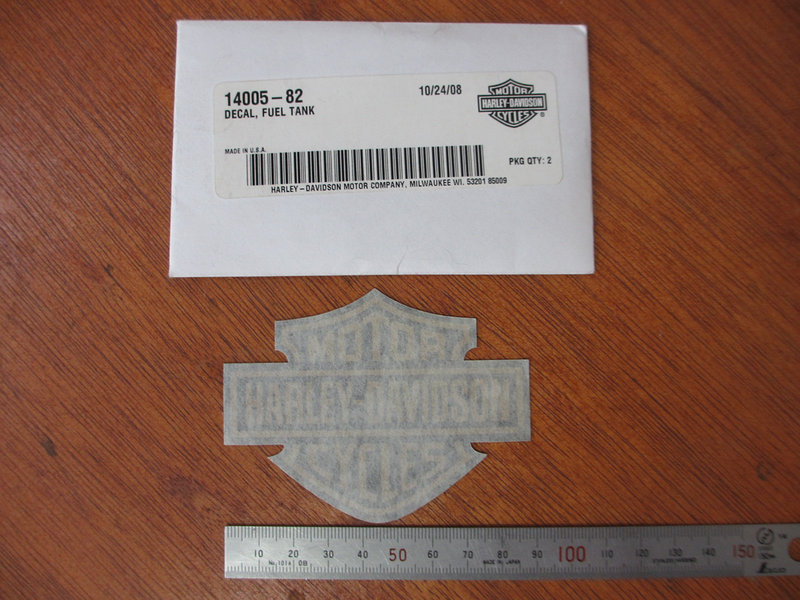 14005-82
10/24/08
DECAL, FUEL TANK
MOTOR
HARLEY-DAVIDSON
CYCLES
®
MADE IN U.S.A.
PKG QTY: 2
HARLEY-DAVIDSON MOTOR COMPANY, MILWAUKEE WI. 53201 85009
MOTOR
HARLEY-DAVIDSON
CYCLES
10 20 30 40 50 60 70 80 90 100 110 120 130 140 150
MADE IN JAPAN